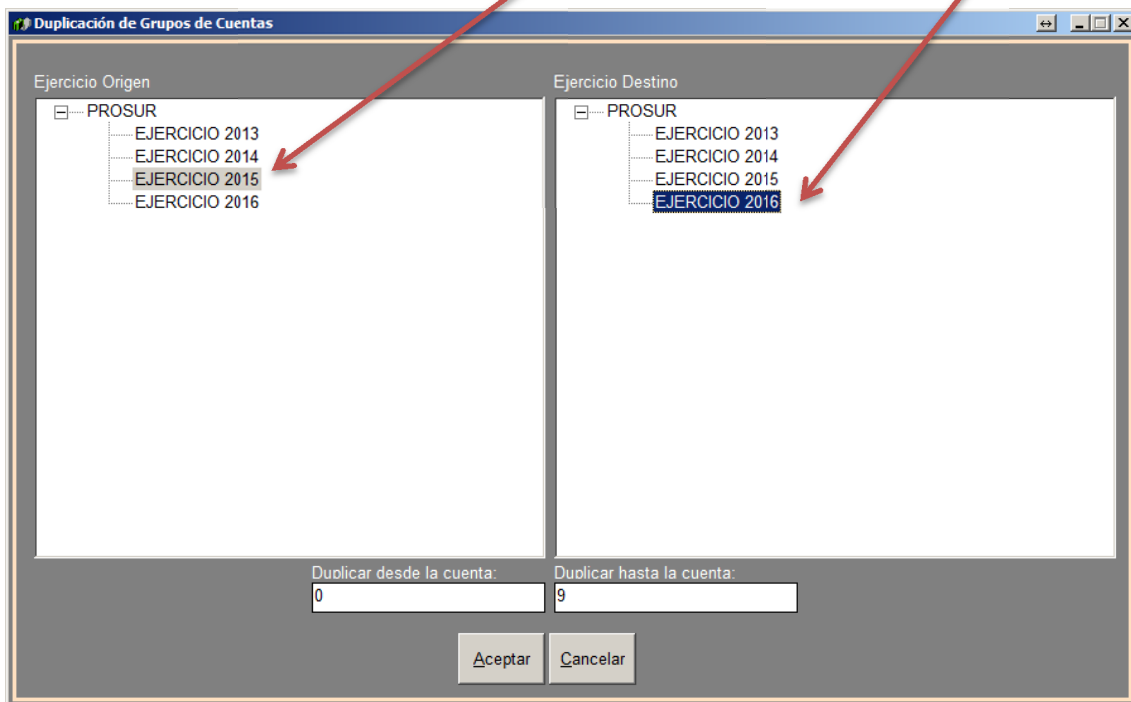 Duplicación de Grupos de Cuentas
Ejercicio Origen
PROSUR
EJERCICIO 2013
EJERCICIO 2014
EJERCICIO 2015
EJERCICIO 2016
Ejercicio Destino
PROSUR
EJERCICIO 2013
EJERCICIO 2014
EJERCICIO 2015
EJERCICIO 2016
Duplicar desde la cuenta:
0
Duplicar hasta la cuenta:
9
Aceptar
Cancelar